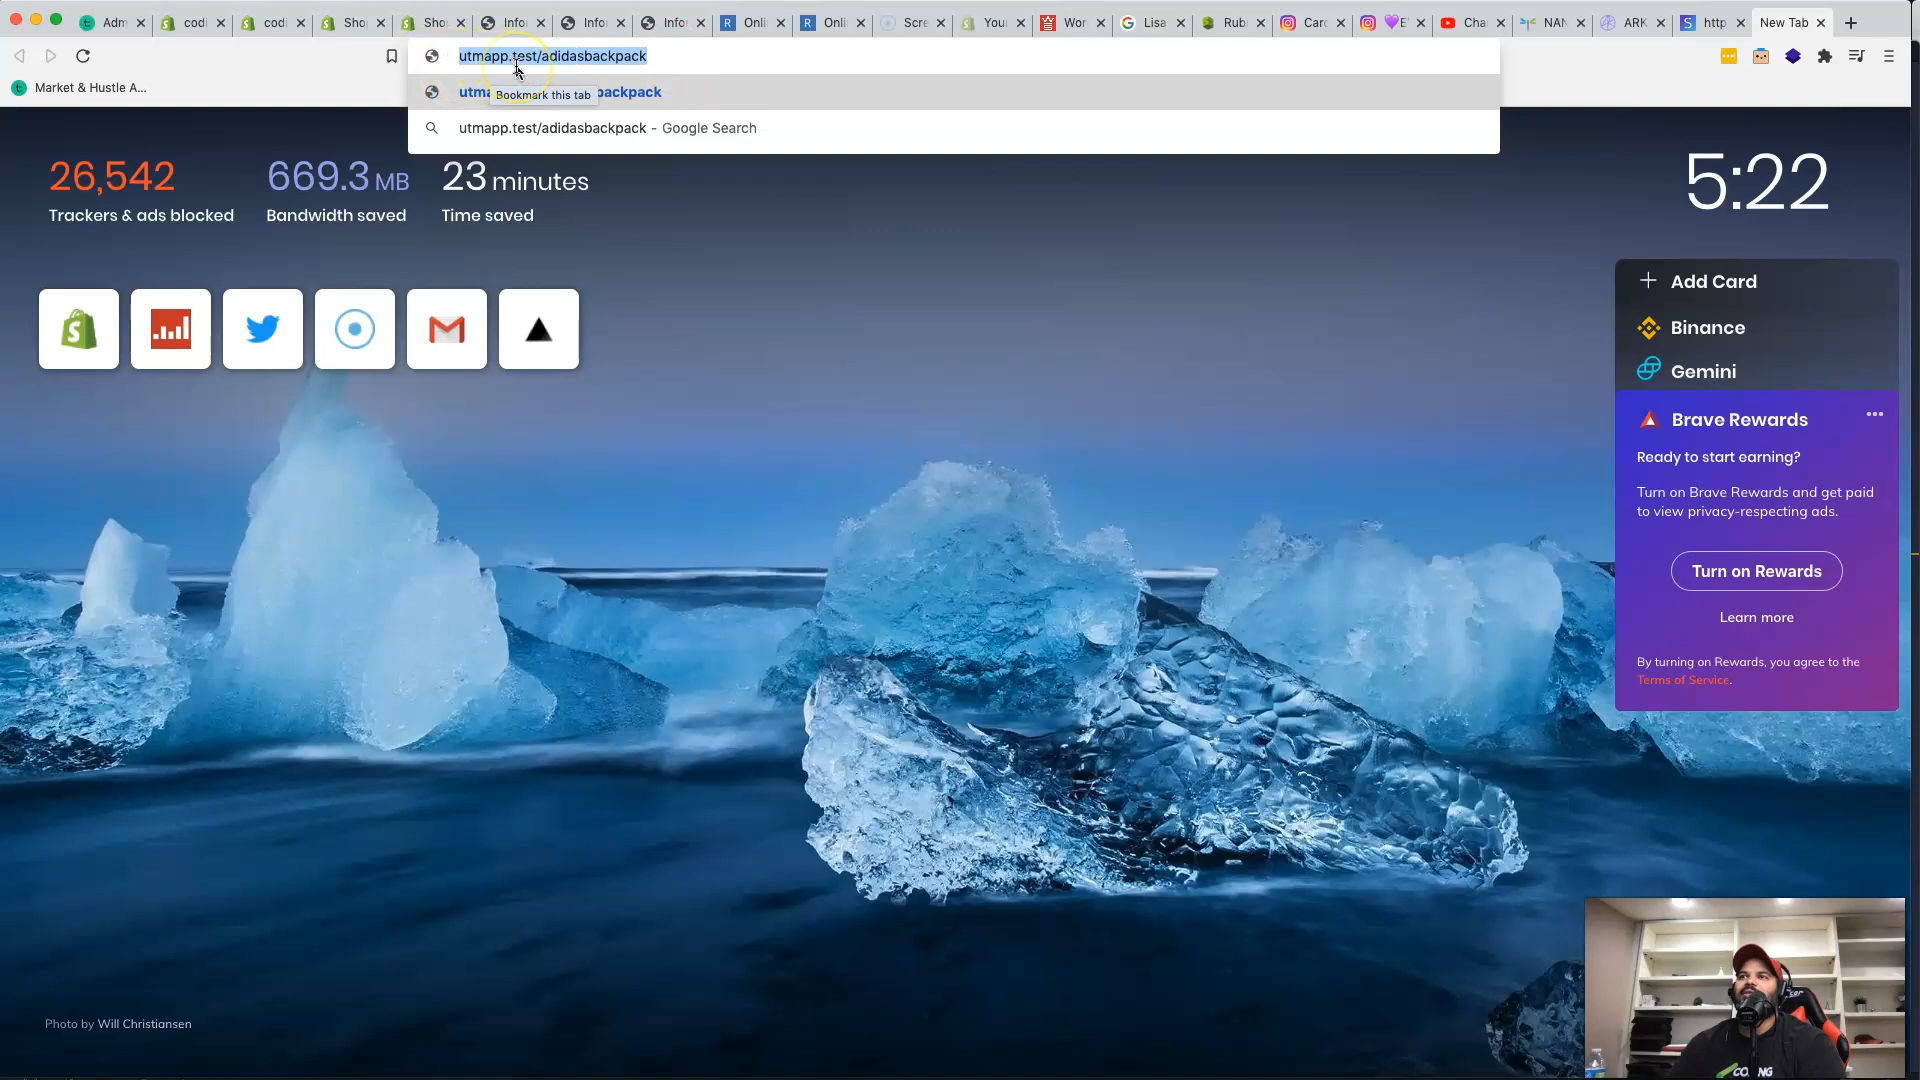 Adm codi codi Sho Sho Info Info Info Onli Onli Scre Your Wor Lisa Rub Card Cha NAN ARK http New Tab
utmapp.test/adidasbackpack
Market & Hustle A...
utma backpack
Bookmark this tab
utmapp.test/adidasbackpack - Google Search
26,542
Trackers & ads blocked
669.3 MB
Bandwidth saved
23 minutes
Time saved
5:22
Add Card
Binance
Gemini
Brave Rewards
Ready to start earning?
Turn on Brave Rewards and get paid
to view privacy-respecting ads.
Turn on Rewards
Learn more
By turning on Rewards, you agree to the
Terms of Service.
Photo by Will Christiansen